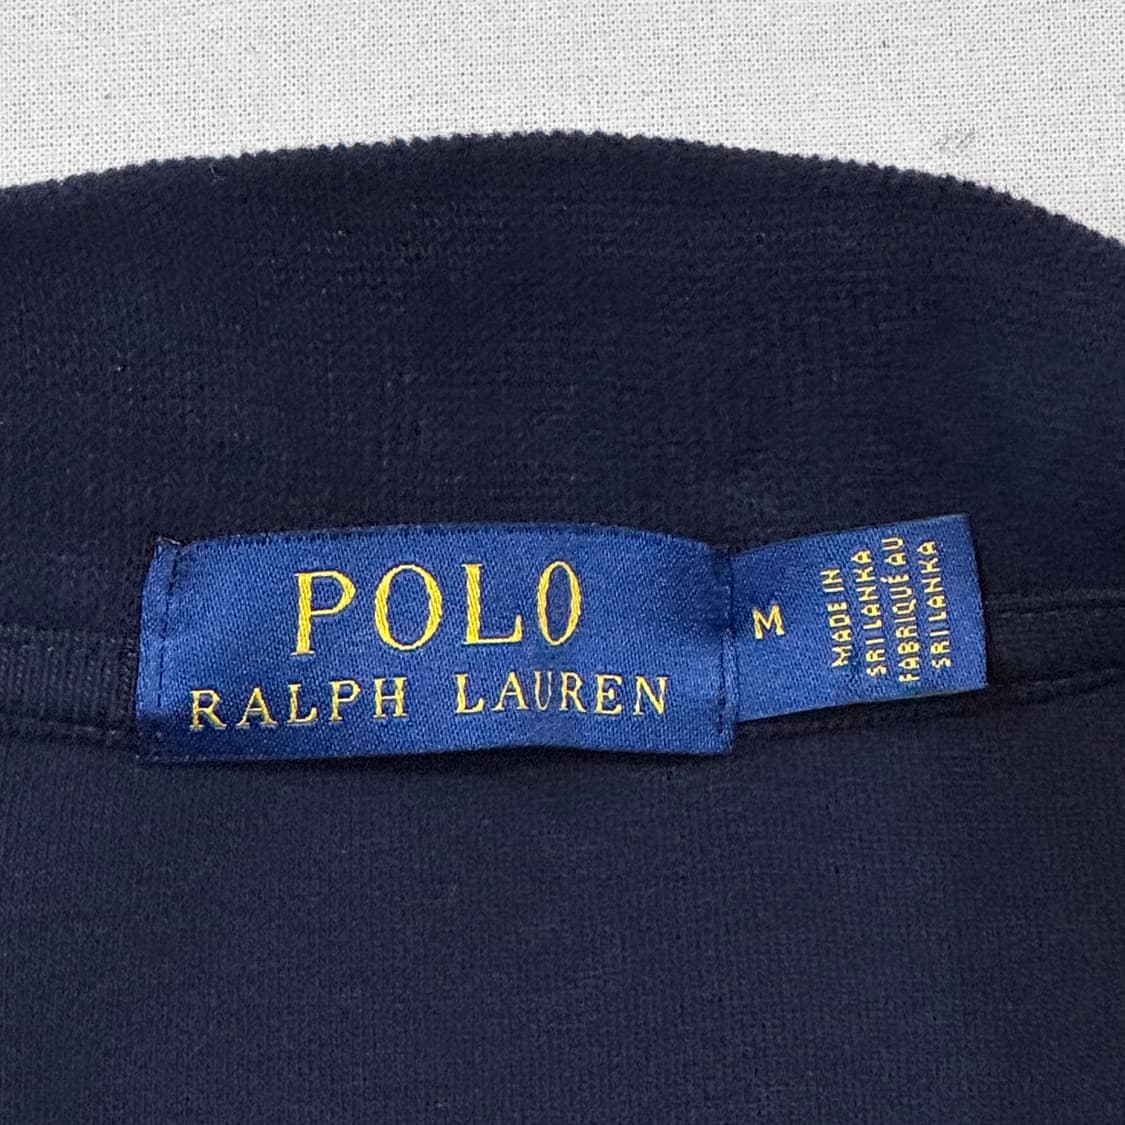 POLO
RALPH LAUREN
M
MADE IN
SRI LANKA
FABRIQUÉ AU
SRI LANKA